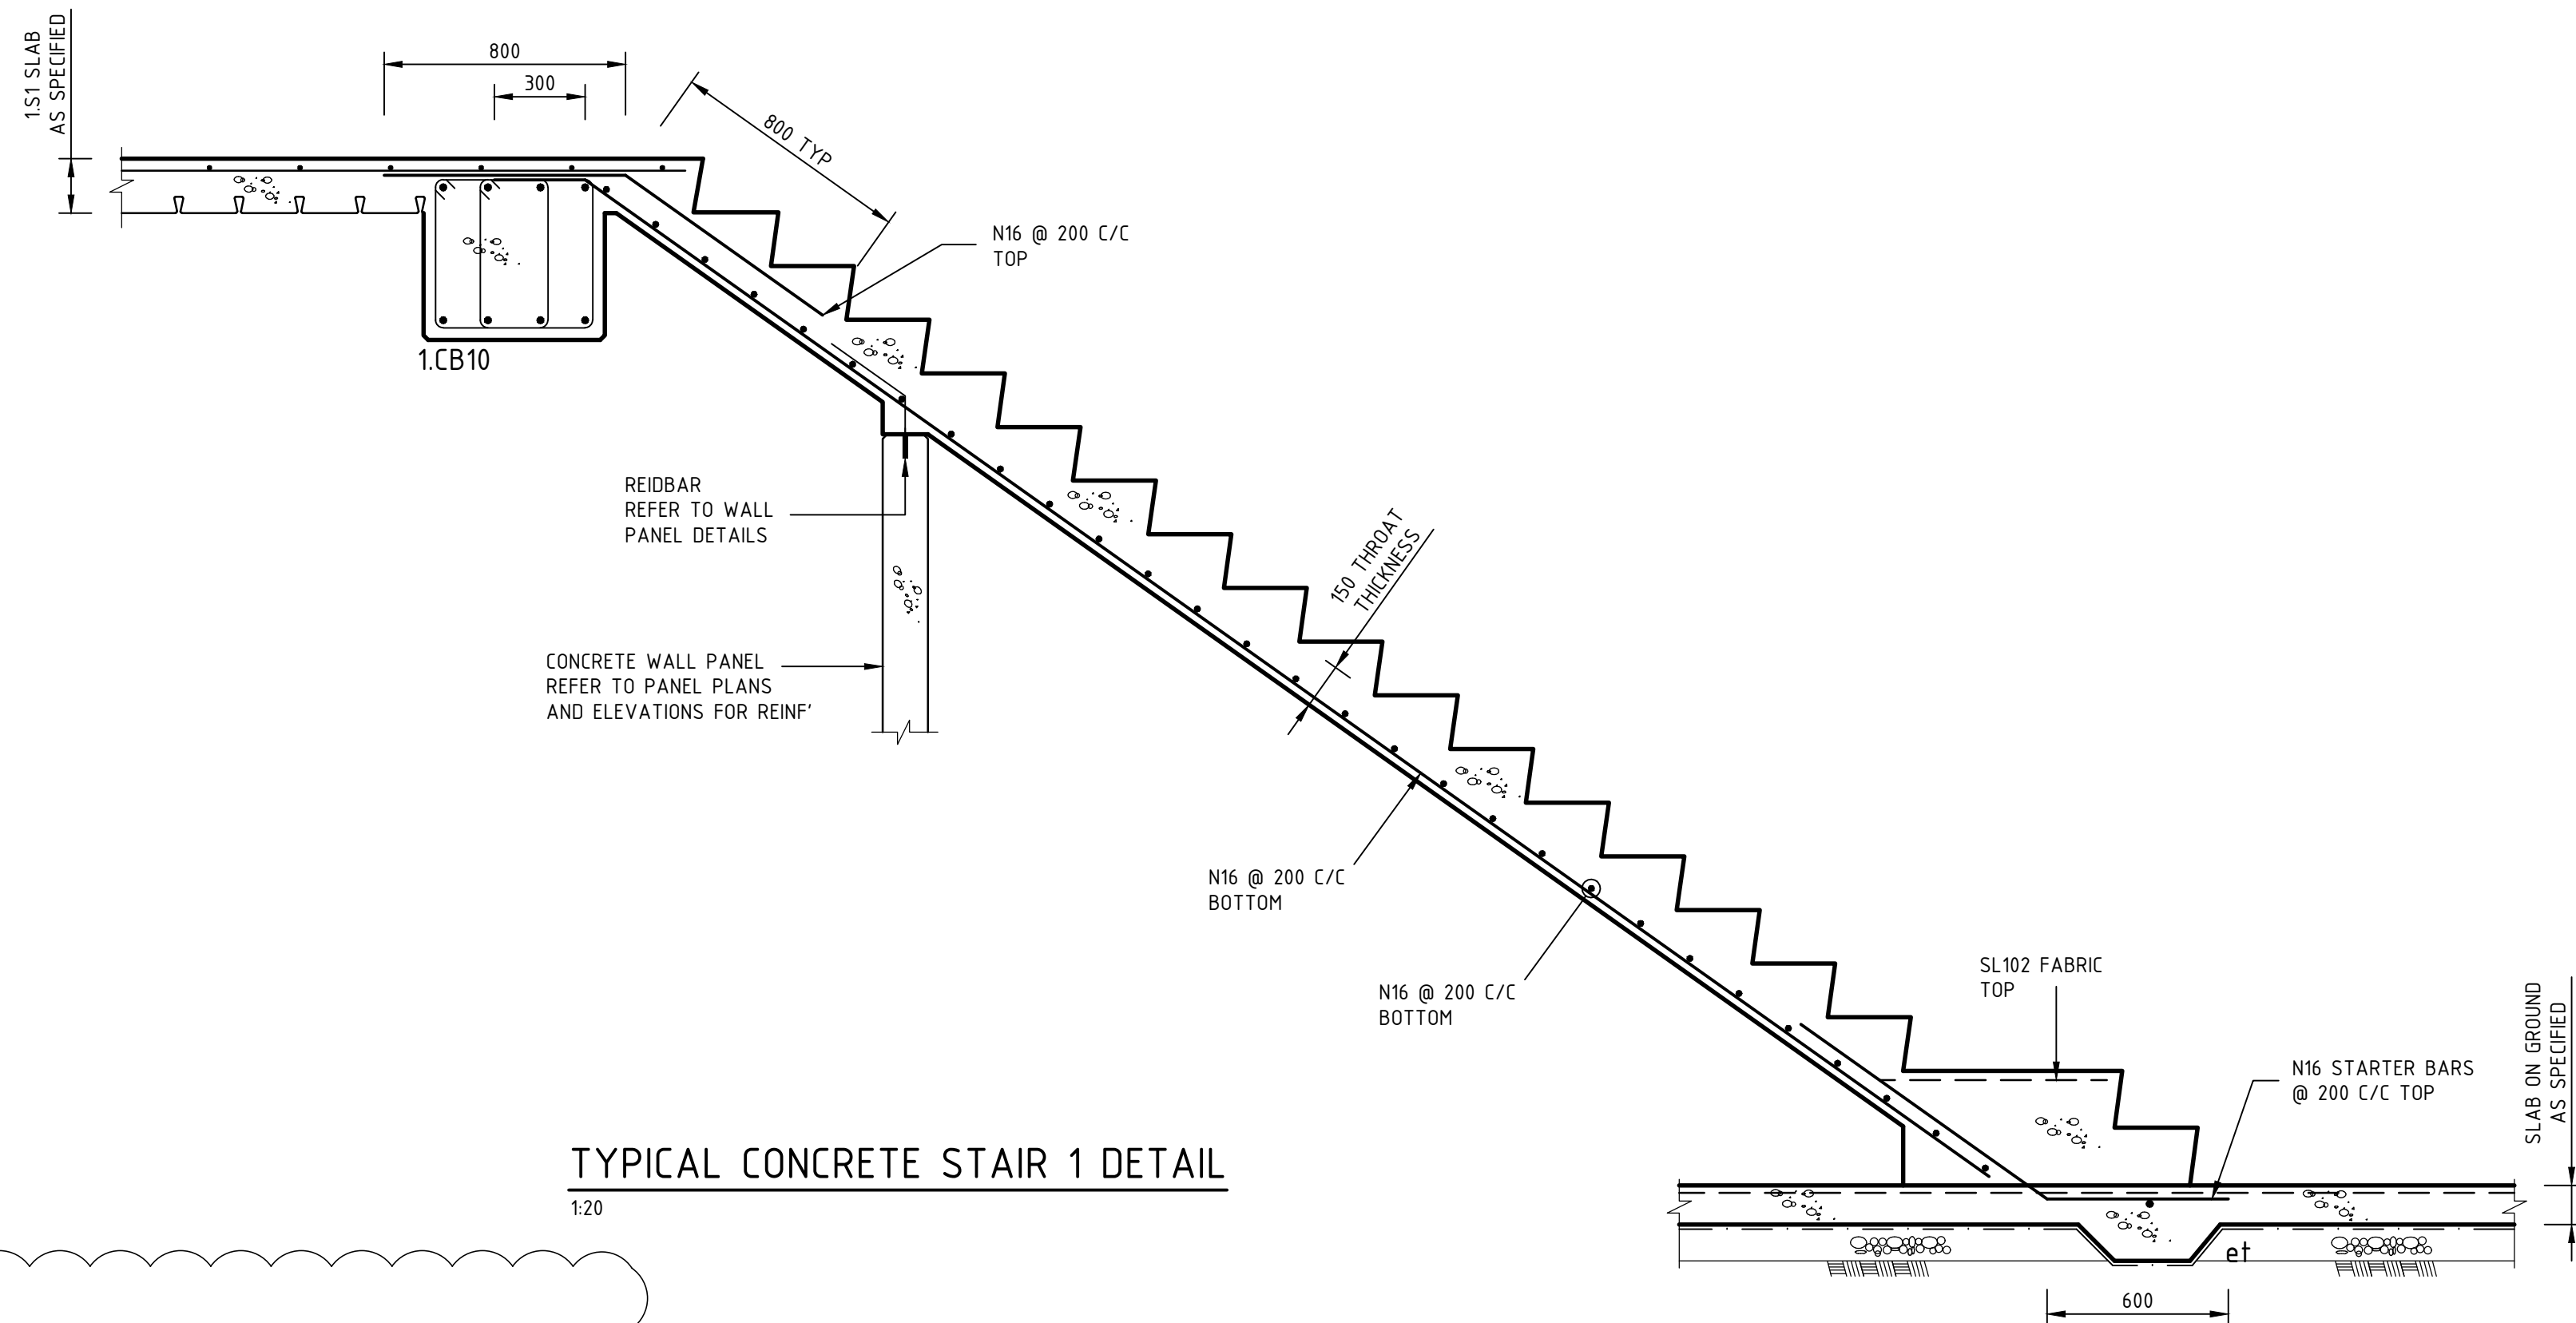 1.S1 SLAB
AS SPECIFIED
800
300
800 TYP
N16 @ 200 C/C
TOP
1.CB10
REIDBAR
REFER TO WALL
PANEL DETAILS
150 THROAT
THICKNESS
CONCRETE WALL PANEL
REFER TO PANEL PLANS
AND ELEVATIONS FOR REINF'
N16 @ 200 C/C
BOTTOM
N16 @ 200 C/C
BOTTOM
SL102 FABRIC
TOP
N16 STARTER BARS
@ 200 C/C TOP
SLAB ON GROUND
AS SPECIFIED
TYPICAL CONCRETE STAIR 1 DETAIL
1:20
et
600